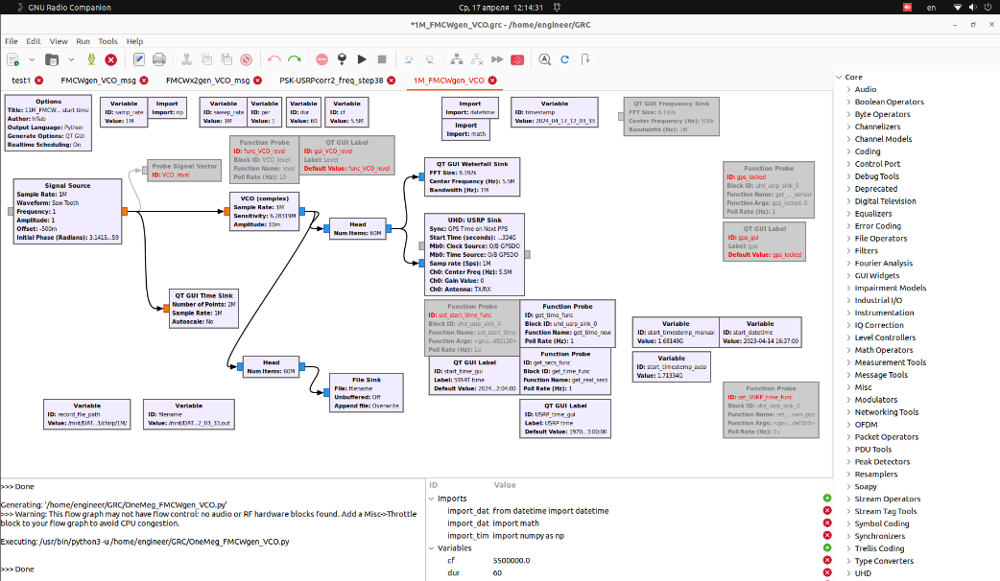 GNU Radio Companion
Ср, 17 апреля 12:14:31
en
*1M_FMCWgen_VCO.grc - /home/engineer/GRC
File Edit View Run Tools Help
test1
FMCWgen_VCO_msg
FMCWx2gen_VCO_msg
PSK-USRPcorr2_freq_step38
1M_FMCWgen_VCO
Options
Title: 11M_FMCW... start time
Author: hflab
Output Language: Python
Generate Options: QT GUI
Realtime Scheduling: On
Variable
ID: samp_rate
Value: 1M
Import
Import: np
Variable
ID: sweep_rate
Value: 1M
Variable
ID: per
Value: 1
Variable
ID: dur
Value: 60
Variable
ID: cf
Value: 5.5M
Import
Import: datetime
Import
Import: math
Variable
ID: timestamp
Value: 2024_04_17_12_03_33
QT GUI Frequency Sink
FFT Size: 8.192k
Center Frequency (Hz): 500k
Bandwidth (Hz): 1M
Probe Signal Vector
ID: VCO_level
Function Probe
ID: func_VCO_level
Block ID: VCO_level
Function Name: level
Poll Rate (Hz): 10
QT GUI Label
ID: gui_VCO_level
Label: Level
Default Value: func_VCO_level
Signal Source
Sample Rate: 1M
Waveform: Saw Tooth
Frequency: 1
Amplitude: 1
Offset: -500m
Initial Phase (Radians): 3.1415...59
VCO (complex)
Sample Rate: 1M
Sensitivity: 6.28319M
Amplitude: 10m
Head
Num Items: 60M
QT GUI Waterfall Sink
FFT Size: 8.192k
Center Frequency (Hz): 5.5M
Bandwidth (Hz): 1M
UHD: USRP Sink
Sync: GPS Time on Next PPS
Start Time (seconds): ...334G
Mb0: Clock Source: O/B GPSDO
Mb0: Time Source: O/B GPSDO
Samp rate (Sps): 1M
Ch0: Center Freq (Hz): 5.5M
Ch0: Gain Value: 0
Ch0: Antenna: TX/RX
Function Probe
ID: gps_locked
Block ID: uhd_usrp_sink_0
Function Name: get_..._sensor
Function Args: gps_locked, 0
Poll Rate (Hz): 1
QT GUI Label
ID: gps_gui
Label: gps
Default Value: gps_locked
QT GUI Time Sink
Number of Points: 2M
Sample Rate: 1M
Autoscale: No
Function Probe
ID: set_start_time_func
Block ID: uhd_usrp_sink_0
Function Name: set_start_time
Poll Rate (Hz): 1u
Function Probe
ID: get_time_func
Block ID: uhd_usrp_sink_0
Function Name: get_time_now
Poll Rate (Hz): 1
Variable
ID: start_timestamp_manual
Value: 1.68148G
Variable
ID: start_datetime
Value: 2023-04-14 16:37:00
Variable
ID: start_timestemp_auto
Value: 1.71334G
QT GUI Label
ID: start_time_gui
Label: START time
Default Value: 2024...2:04:00
Function Probe
ID: get_secs_func
Block ID: get_time_func
Function Name: get_real_secs
Poll Rate (Hz): 1
Head
Num Items: 60M
File Sink
File: filename
Unbuffered: Off
Append file: Overwrite
QT GUI Label
ID: USRP_time_gui
Label: USRP time
Default Value: 1970...3:00:00
Function Probe
ID: set_USRP_time_func
Block ID: uhd_usrp_sink_0
Function Name: set_...own_pps
Poll Rate (Hz): 1u
Variable
ID: record_file_path
Value: /mnt/DAT...1/chirp/1M/
Variable
ID: filename
Value: /mnt/DAT...2_03_33.out
Core
Audio
Boolean Operators
Byte Operators
Channelizers
Channel Models
Coding
Control Port
Debug Tools
Deprecated
Digital Television
Equalizers
Error Coding
File Operators
Filters
Fourier Analysis
GUI Widgets
Impairment Models
Industrial I/O
Instrumentation
IQ Correction
Level Controllers
Math Operators
Measurement Tools
Message Tools
Misc
Modulators
Networking Tools
OFDM
Packet Operators
PDU Tools
Peak Detectors
Resamplers
Soapy
Stream Operators
Stream Tag Tools
Symbol Coding
Synchronizers
Trellis Coding
Type Converters
UHD
>>> Done
Generating: '/home/engineer/GRC/OneMeg_FMCWgen_VCO.py'
>>> Warning: This flow graph may not have flow control: no audio or RF hardware blocks found. Add a Misc->Throttle
block to your flow graph to avoid CPU congestion.
Executing: /usr/bin/python3 -u /home/engineer/GRC/OneMeg_FMCWgen_VCO.py
>>> Done
ID Value
Imports
import_dat from datetime import datetime
import_dat import math
import_tim import numpy as np
Variables
cf 5500000.0
dur 60